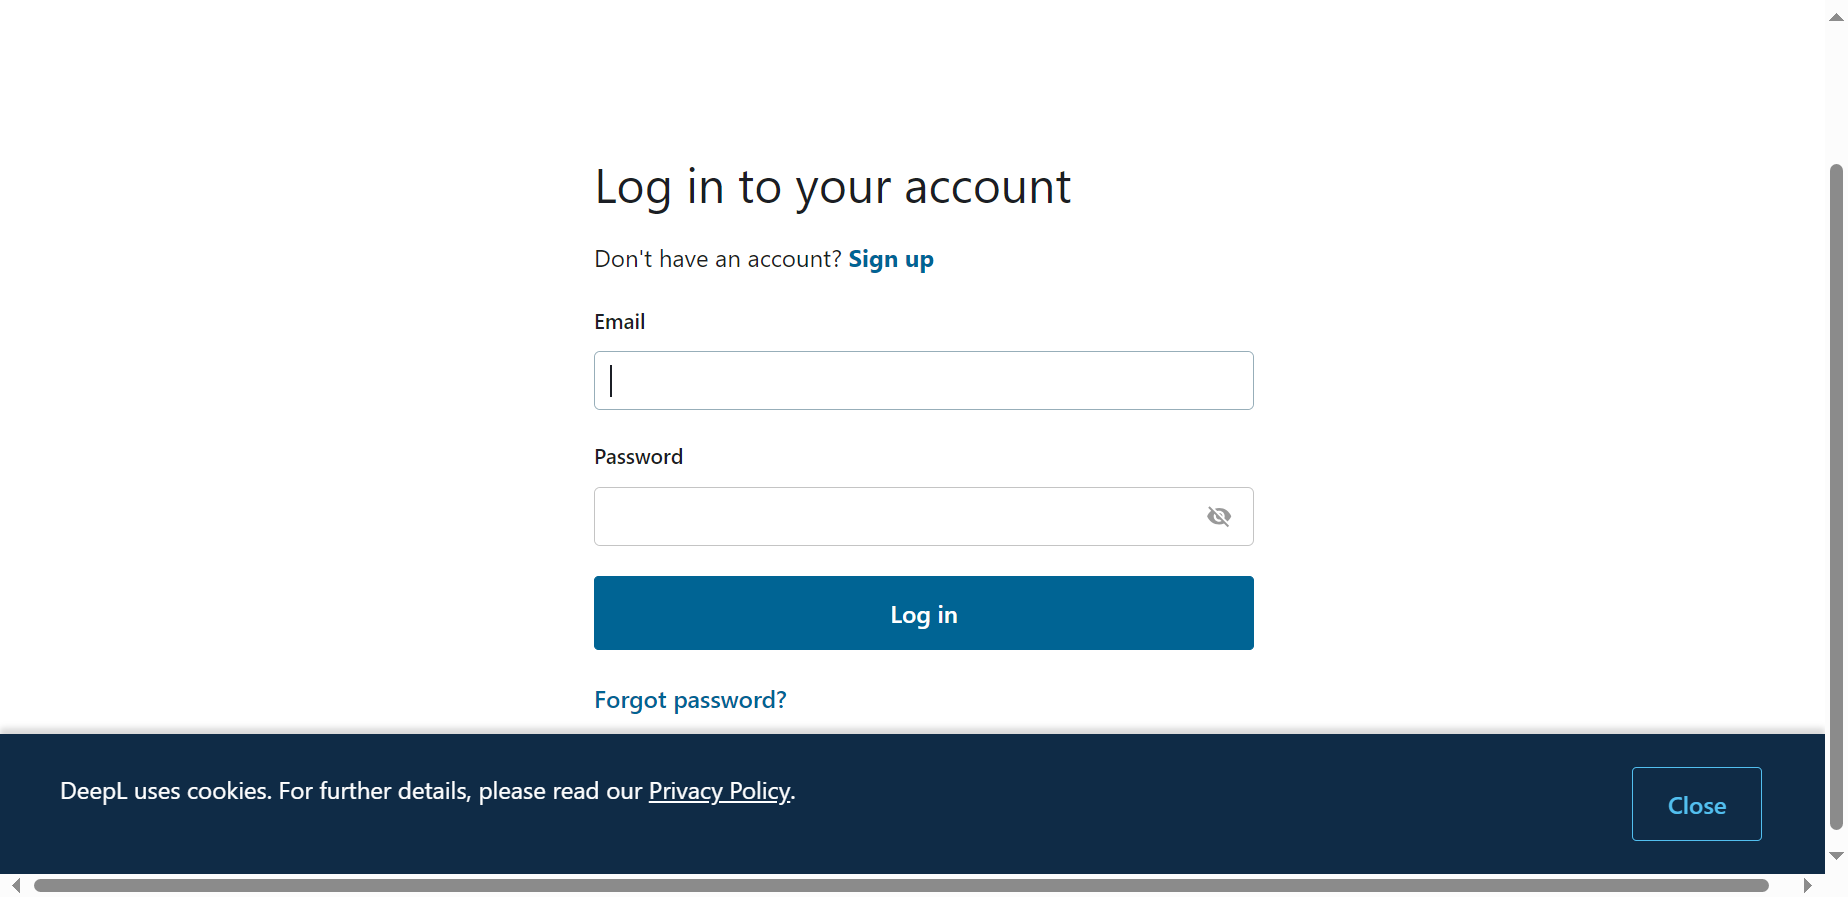 Log in to your account
Don't have an account? Sign up
Email
Password
Log in
Forgot password?
DeepL uses cookies. For further details, please read our Privacy Policy.
Close